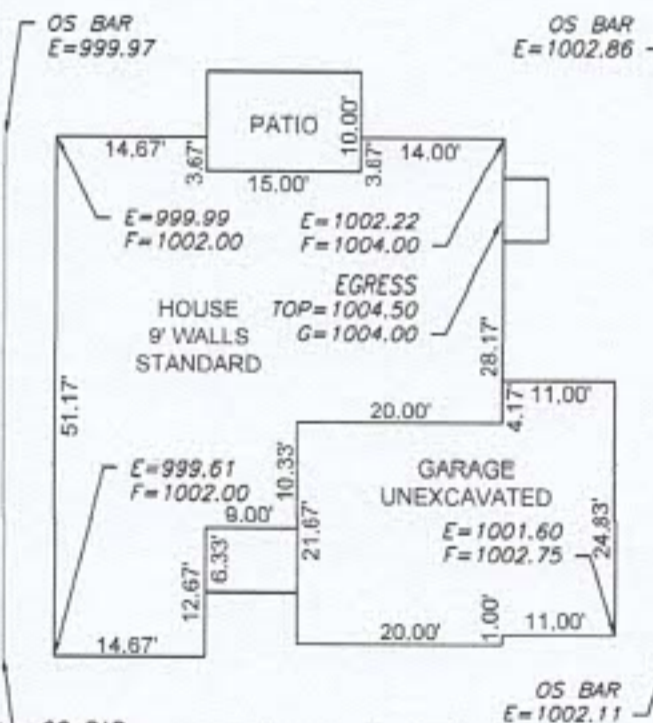 OS BAR
E=999.97
OS BAR
E=1002.86
PATIO
10.00'
14.67'
3.67'
15.00'
3.67'
14.00'
E=999.99
F=1002.00
E=1002.22
F=1004.00
EGRESS
TOP=1004.50
G=1004.00
HOUSE
9' WALLS
STANDARD
28.17'
51.17'
20.00'
4.17'
11.00'
E=999.61
F=1002.00
10.33'
GARAGE
UNEXCAVATED
E=1001.60
F=1002.75
9.00'
6.33'
21.67'
24.83'
12.67'
14.67'
20.00'
1.00'
11.00'
OS BAR
E=1002.11